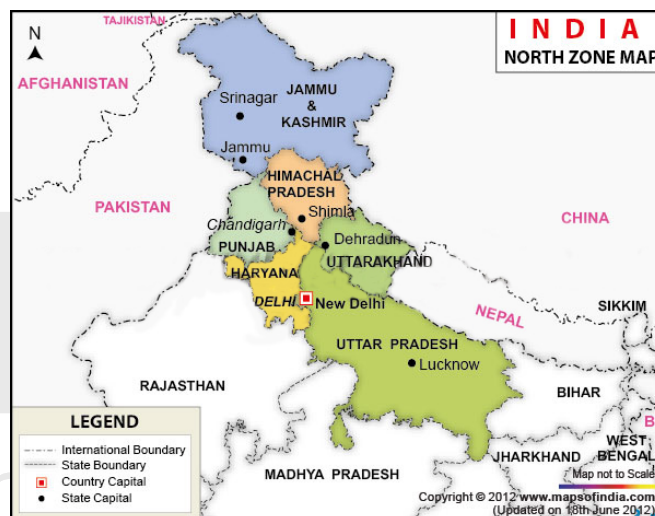 TAJIKISTAN
I N D I A
NORTH ZONE MAP
N
AFGHANISTAN
JAMMU
&
KASHMIR
Srinagar
Jammu
HIMACHAL
PRADESH
PAKISTAN
CHINA
Shimla
Chandigarh
PUNJAB
Dehradun
UTTARAKHAND
HARYANA
DELHI
New Delhi
NEPAL
SIKKIM
UTTAR PRADESH
Lucknow
RAJASTHAN
BIHAR
LEGEND
International Boundary
State Boundary
Country Capital
State Capital
MADHYA PRADESH
JHARKHAND
WEST
BENGAL
B
Map not to Scale
Copyright © 2012 www.mapsofindia.com
(Updated on 18th June 2012)